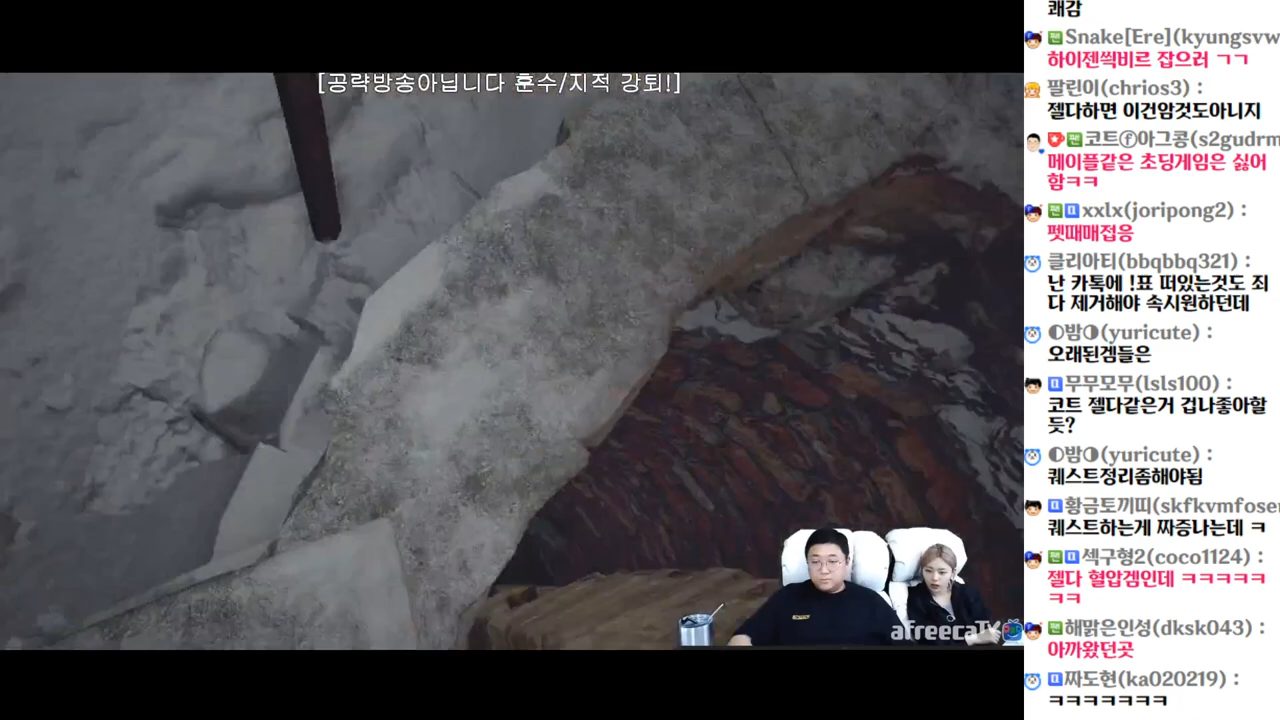 [공략방송아닙니다 훈수/지적 강퇴!]
afreecaTV
쾌감
팬 Snake[Ere](kyungsvw
하이젠씩비르 잡으러 ㄱㄱ
팔린이(chrios3) :
젤다하면 이건암것도아니지
팬 코트ⓕ아그콩(s2gudrm
메이플같은 초딩게임은 싫어
함ㅋㅋ
팬 xxlx(joripong2) :
펫때매접응
클리아티(bbqbbq321) :
난 카톡에 !표 떠있는것도 죄
다 제거해야 속시원하던데
◐밤◑(yuricute) :
오래된겜들은
무무모무(lsls100) :
코트 젤다같은거 겁나좋아할
듯?
◐밤◑(yuricute) :
퀘스트정리좀해야됨
황금토끼띠(skfkvmfoser
퀘스트하는게 짜증나는데 ㅋ
팬 섹구형2(coco1124) :
젤다 혈압겜인데 ㅋㅋㅋㅋㅋ
ㅋㅋ
팬 해맑은인성(dksk043) :
아까왔던곳
짜도현(ka020219) :
ㅋㅋㅋㅋㅋㅋㅋ